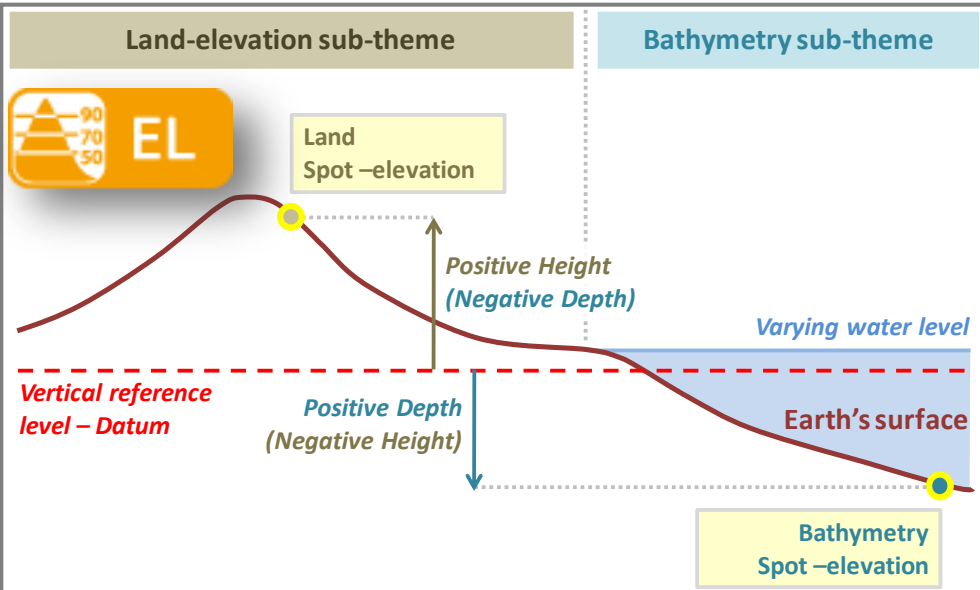 Land-elevation sub-theme
Bathymetry sub-theme
90
70
50
EL
Land
Spot –elevation
Positive Height
(Negative Depth)
Varying water level
Vertical reference
level – Datum
Positive Depth
(Negative Height)
Earth's surface
Bathymetry
Spot –elevation